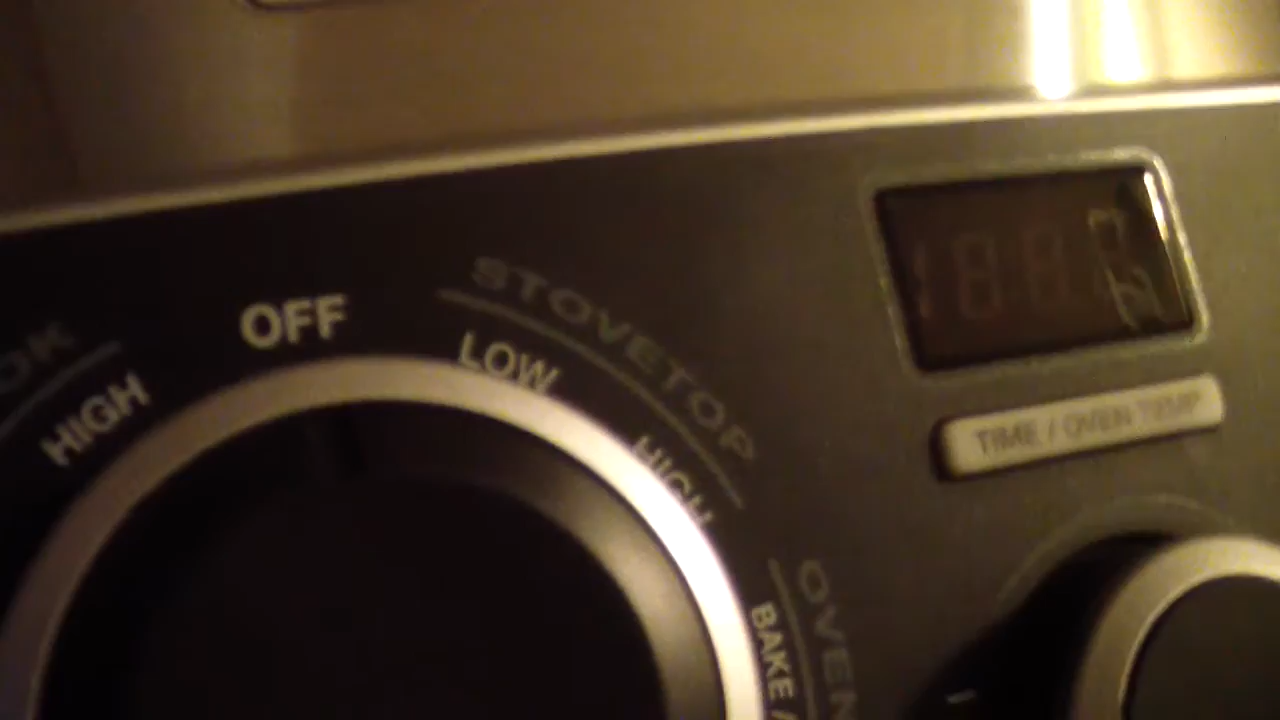 STOVETOP
OFF
LOW
HIGH
HIGH
TIME / OVEN TEMP
OVEN
BAKE /